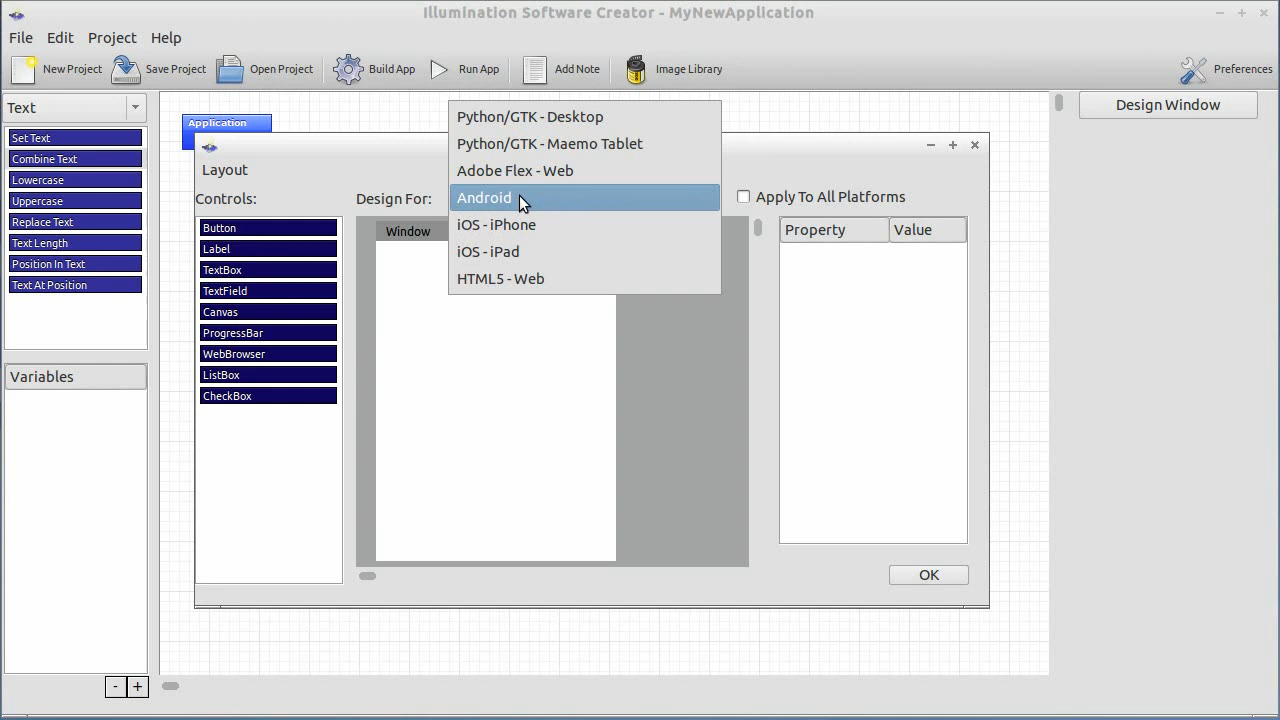 Illumination Software Creator - MyNewApplication
File Edit Project Help
New Project Save Project Open Project Build App Run App Add Note Image Library Preferences
Text
Set Text
Combine Text
Lowercase
Uppercase
Replace Text
Text Length
Position In Text
Text At Position
Variables
- +
Application
Layout
Controls:
Button
Label
TextBox
TextField
Canvas
ProgressBar
WebBrowser
ListBox
CheckBox
Design For:
Window
Python/GTK - Desktop
Python/GTK - Maemo Tablet
Adobe Flex - Web
Android
iOS - iPhone
iOS - iPad
HTML5 - Web
Apply To All Platforms
Property Value
OK
Design Window